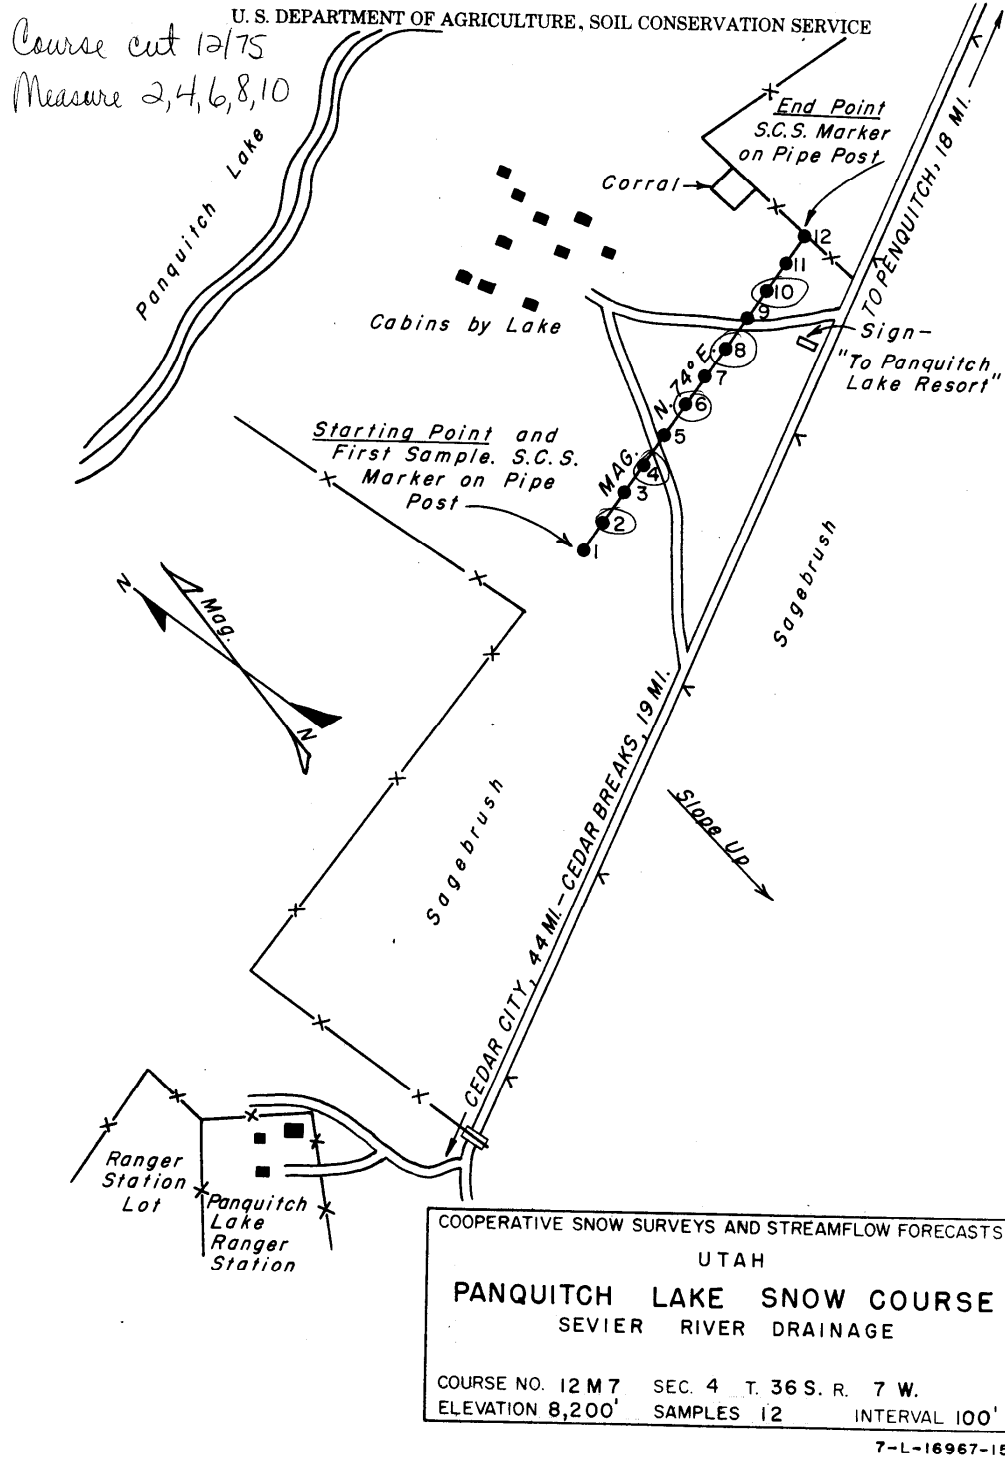 U. S. DEPARTMENT OF AGRICULTURE, SOIL CONSERVATION SERVICE
Course cut 12/75
Measure 2,4,6,8,10
Panquitch Lake
End Point
S.C.S. Marker
on Pipe Post
Corral
TO PENQUITCH, 18 MI.
12
11
10
9
8
7
6
5
4
3
2
1
Cabins by Lake
Sign-
"To Panquitch
Lake Resort"
MAG. N. 74° E.
Starting Point and
First Sample. S.C.S.
Marker on Pipe
Post
Sagebrush
N
Mag.
N
Sagebrush
CEDAR CITY, 44 MI.-CEDAR BREAKS, 19 MI.
Slope Up
Ranger
Station
Lot
Panquitch
Lake
Ranger
Station
COOPERATIVE SNOW SURVEYS AND STREAMFLOW FORECASTS
UTAH
PANQUITCH LAKE SNOW COURSE
SEVIER RIVER DRAINAGE
COURSE NO. 12 M 7 SEC. 4 T. 36 S. R. 7 W.
ELEVATION 8,200' SAMPLES 12 INTERVAL 100'
7-L-16967-15